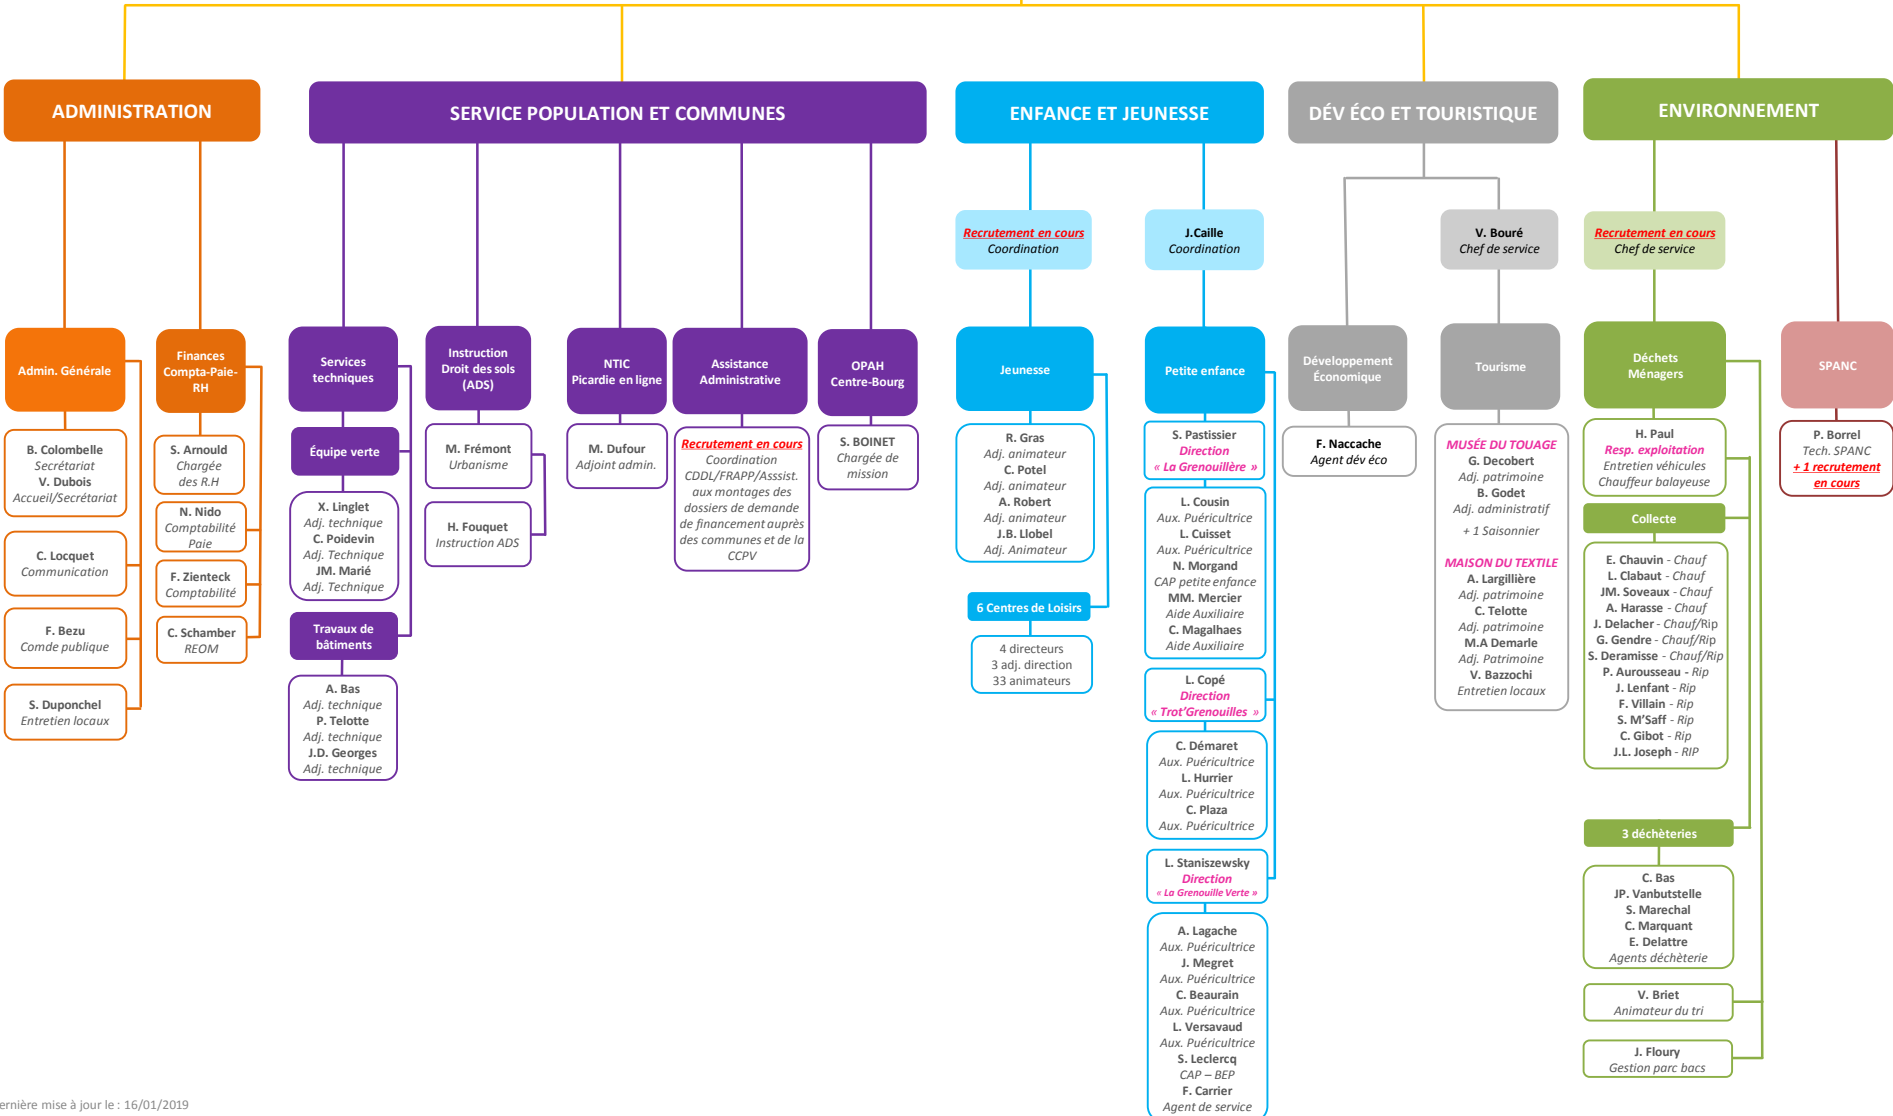 ADMINISTRATION
SERVICE POPULATION ET COMMUNES
ENFANCE ET JEUNESSE
DÉV ÉCO ET TOURISTIQUE
ENVIRONNEMENT
Recrutement en cours
Coordination
J.Caille
Coordination
V. Bouré
Chef de service
Recrutement en cours
Chef de service
Admin. Générale
B. Colombelle
Secrétariat
V. Dubois
Accueil/Secrétariat
C. Locquet
Communication
F. Bezu
Comde publique
S. Duponchel
Entretien locaux
Finances
Compta-Paie-
RH
S. Arnould
Chargée
des R.H
N. Nido
Comptabilité
Paie
F. Zienteck
Comptabilité
C. Schamber
REOM
Services
techniques
Équipe verte
X. Linglet
Adj. technique
C. Poidevin
Adj. Technique
JM. Marié
Adj. Technique
Travaux de
bâtiments
A. Bas
Adj. technique
P. Telotte
Adj. technique
J.D. Georges
Adj. technique
Instruction
Droit des sols
(ADS)
M. Frémont
Urbanisme
H. Fouquet
Instruction ADS
NTIC
Picardie en ligne
M. Dufour
Adjoint admin.
Assistance
Administrative
Recrutement en cours
Coordination
CDDL/FRAPP/Asssist.
aux montages des
dossiers de demande
de financement auprès
des communes et de la
CCPV
OPAH
Centre-Bourg
S. BOINET
Chargée de
mission
Jeunesse
R. Gras
Adj. animateur
C. Potel
Adj. animateur
A. Robert
Adj. animateur
J.B. Llobel
Adj. Animateur
6 Centres de Loisirs
4 directeurs
3 adj. direction
33 animateurs
Petite enfance
S. Pastissier
Direction
« La Grenouillère »
L. Cousin
Aux. Puéricultrice
L. Cuisset
Aux. Puéricultrice
N. Morgand
CAP petite enfance
MM. Mercier
Aide Auxiliaire
C. Magalhaes
Aide Auxiliaire
L. Copé
Direction
« Trot'Grenouilles »
C. Démaret
Aux. Puéricultrice
L. Hurrier
Aux. Puéricultrice
C. Plaza
Aux. Puéricultrice
L. Staniszewsky
Direction
« La Grenouille Verte »
A. Lagache
Aux. Puéricultrice
J. Megret
Aux. Puéricultrice
C. Beaurain
Aux. Puéricultrice
L. Versavaud
Aux. Puéricultrice
S. Leclercq
CAP – BEP
F. Carrier
Agent de service
Développement
Économique
F. Naccache
Agent dév éco
Tourisme
MUSÉE DU TOUAGE
G. Decobert
Adj. patrimoine
B. Godet
Adj. administratif
+ 1 Saisonnier
MAISON DU TEXTILE
A. Largillière
Adj. patrimoine
C. Telotte
Adj. patrimoine
M.A Demarle
Adj. Patrimoine
V. Bazzochi
Entretien locaux
Déchets
Ménagers
H. Paul
Resp. exploitation
Entretien véhicules
Chauffeur balayeuse
Collecte
E. Chauvin - Chauf
L. Clabaut - Chauf
JM. Soveaux - Chauf
A. Harasse - Chauf
J. Delacher - Chauf/Rip
G. Gendre - Chauf/Rip
S. Deramisse - Chauf/Rip
P. Aurousseau - Rip
J. Lenfant - Rip
F. Villain - Rip
S. M'Saff - Rip
C. Gibot - Rip
J.L. Joseph - RIP
3 déchèteries
C. Bas
JP. Vanbutstelle
S. Marechal
C. Marquant
E. Delattre
Agents déchèterie
V. Briet
Animateur du tri
J. Floury
Gestion parc bacs
SPANC
P. Borrel
Tech. SPANC
+ 1 recrutement
en cours
ernière mise à jour le : 16/01/2019